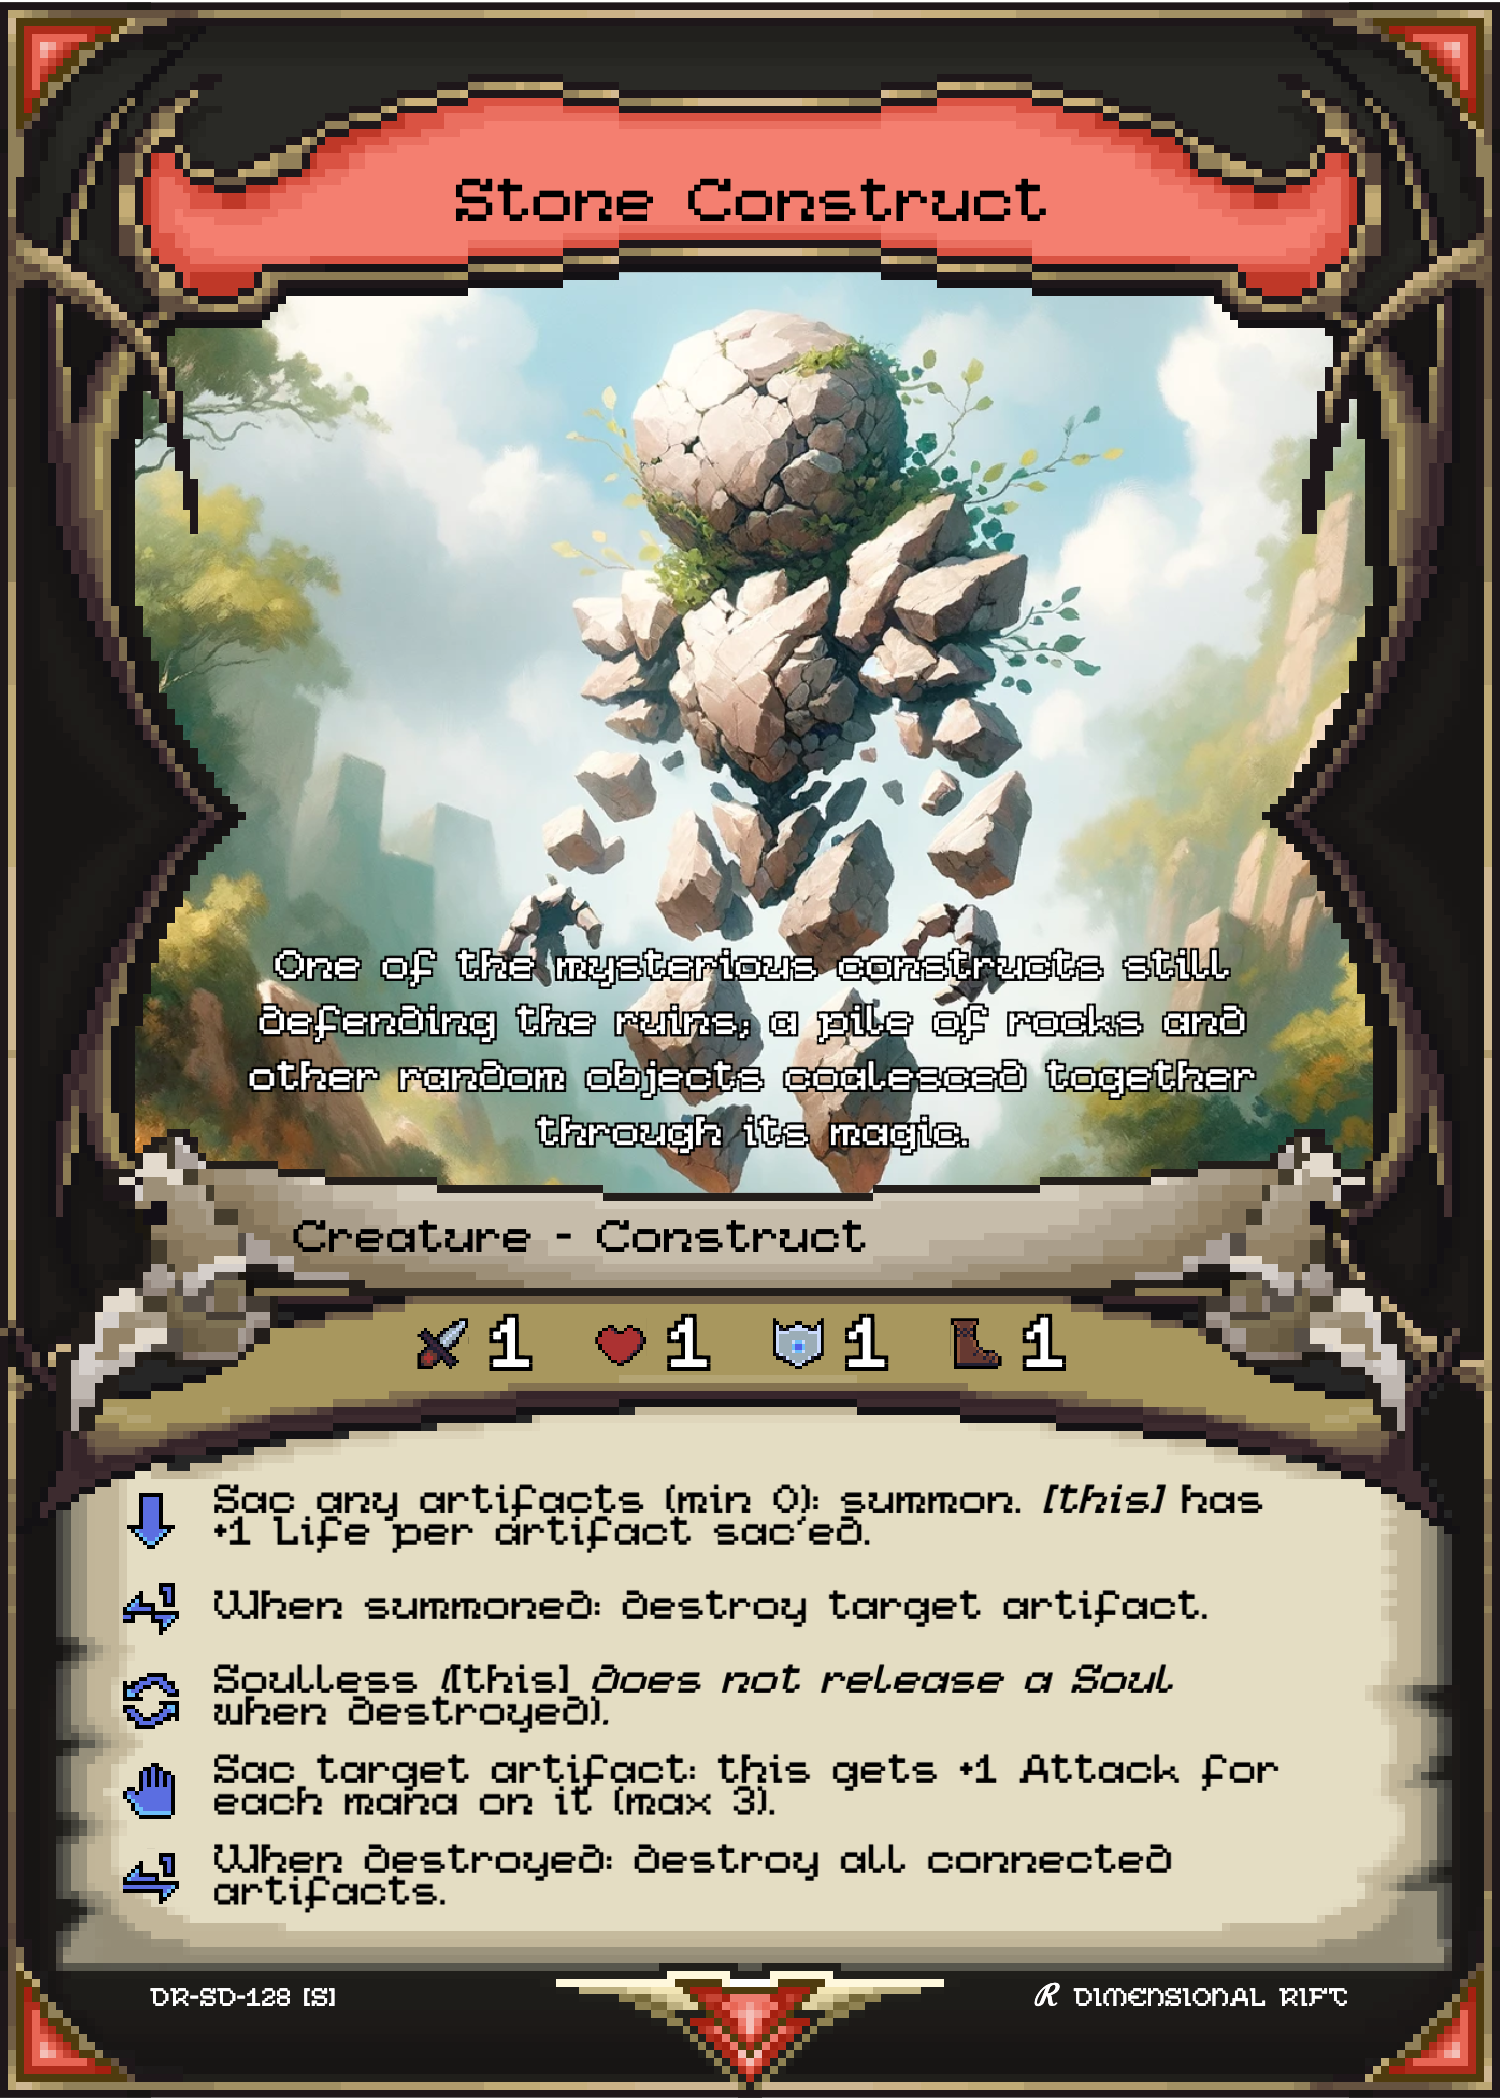 Stone Construct
One of the mysterious constructs still
defending the ruins; a pile of rocks and
other random objects coalesced together
through its magic.
Creature - Construct
1 1 1 1
Sac any artifacts (min 0): summon. [this] has
+1 Life per artifact sac'ed.
When summoned: destroy target artifact.
Soulless ([this] does not release a Soul
when destroyed).
Sac target artifact: this gets +1 Attack for
each mana on it (max 3).
When destroyed: destroy all connected
artifacts.
DR-SD-128 [S]
R DIMENSIONAL RIFT